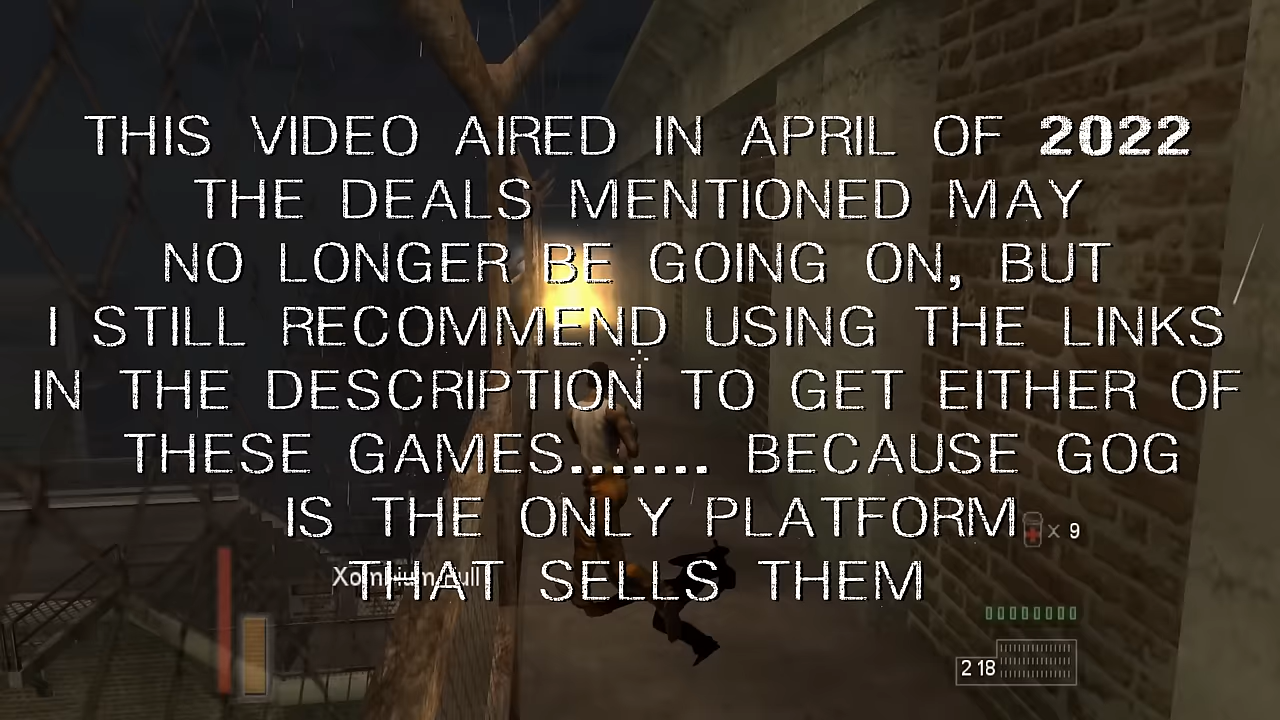 THIS VIDEO AIRED IN APRIL OF 2022
THE DEALS MENTIONED MAY
NO LONGER BE GOING ON, BUT
I STILL RECOMMEND USING THE LINKS
IN THE DESCRIPTION TO GET EITHER OF
THESE GAMES....... BECAUSE GOG
IS THE ONLY PLATFORM
x 9
THAT SELLS THEM
2 18